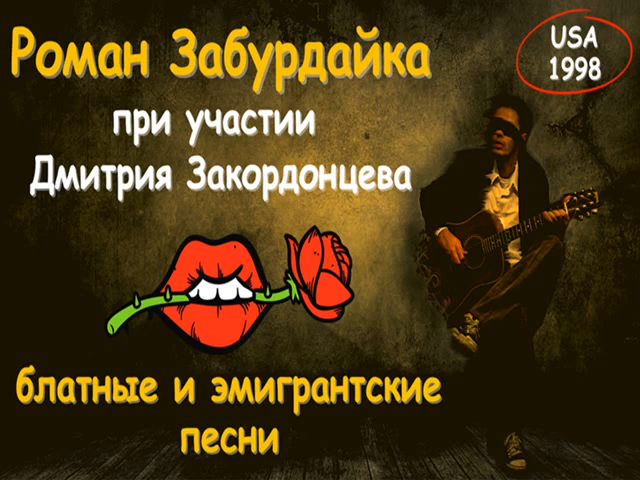 Роман Забурдайка
USA
1998
при участии
Дмитрия Закордонцева
блатные и эмигрантские
песни